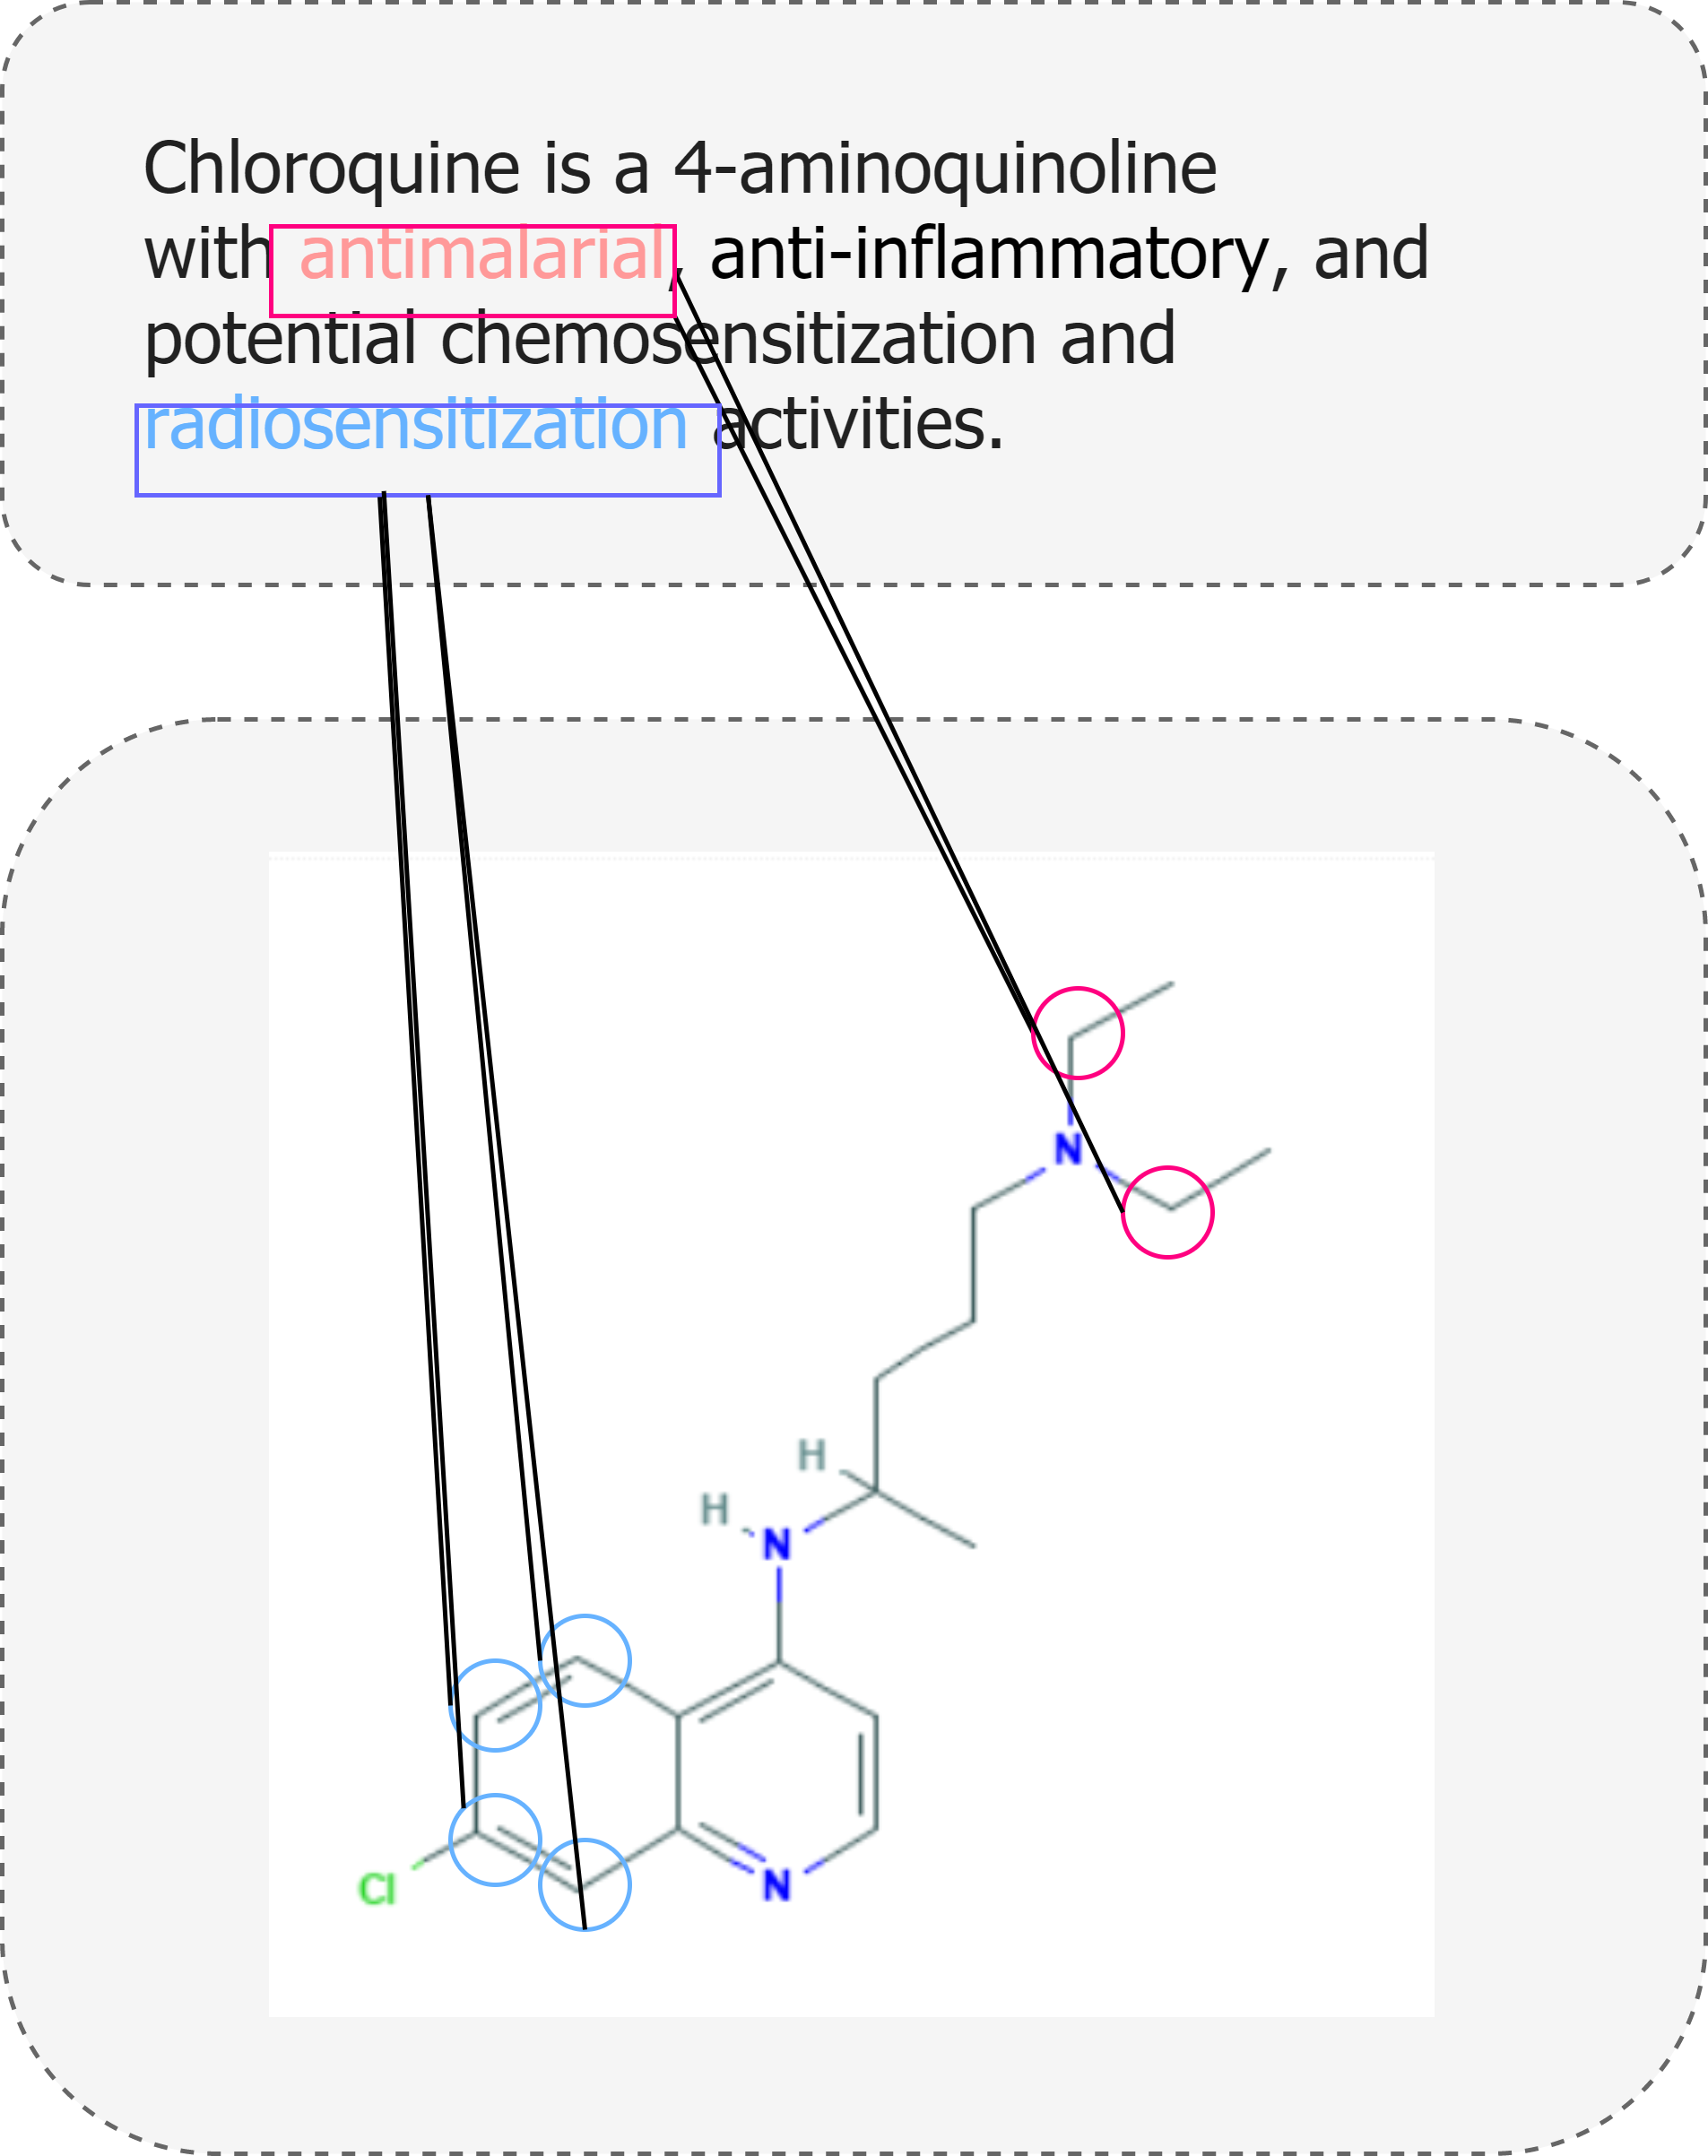 Chloroquine is a 4-aminoquinoline
with antimalarial, anti-inflammatory, and
potential chemosensitization and
radiosensitization activities.
N
H
H
N
Cl
N